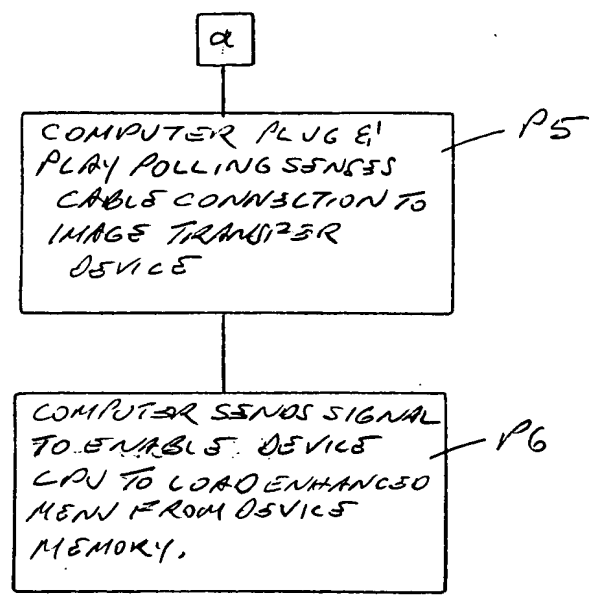 a
COMPUTER PLUG &
PLAY POLLING SENSES
CABLE CONNECTION TO
IMAGE TRANSFER
DEVICE
P5
COMPUTER SENDS SIGNAL
TO ENABLE DEVICE
CPU TO LOAD ENHANCED
MENU FROM DEVICE
MEMORY.
P6